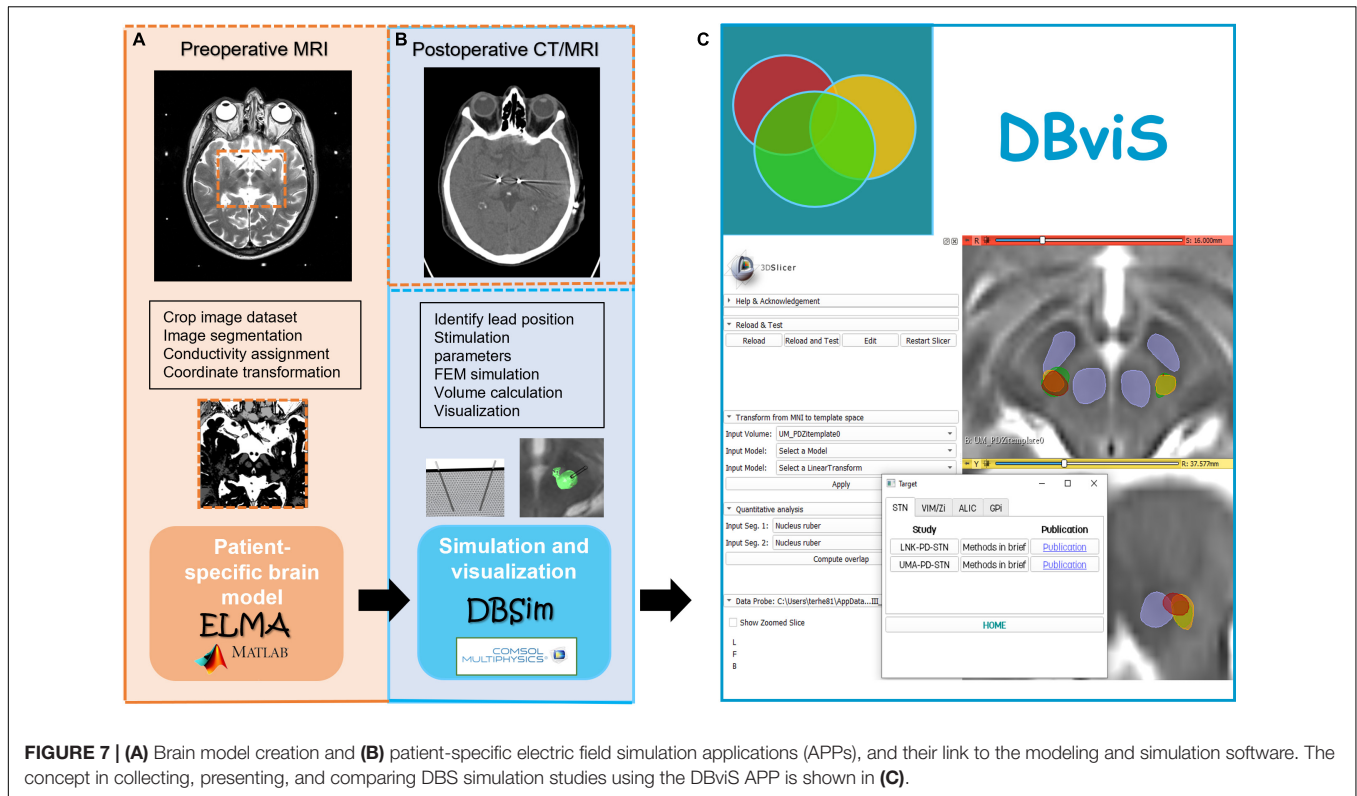 A
Preoperative MRI
Crop image dataset
Image segmentation
Conductivity assignment
Coordinate transformation
Patient-
specific brain
model
ELMA
MATLAB
B
Postoperative CT/MRI
Identify lead position
Stimulation
parameters
FEM simulation
Volume calculation
Visualization
Simulation and
visualization
DBSim
COMSOL
MULTIPHYSICS®
C
DBviS
3DSlicer
Help & Acknowledgement
Reload & Test
Reload Reload and Test Edit Restart Slicer
Transform from MNI to template space
Input Volume: UM_PDZitemplate0
Input Model: Select a Model
Input Model: Select a LinearTransform
Apply
Quantitative analysis
Input Seg. 1: Nucleus ruber
Input Seg. 2: Nucleus ruber
Compute overlap
Data Probe: C:\Users\terhe81\AppData...III_
Show Zoomed Slice
L
F
B
R S: 16.000mm
B: UM_PDZitemplate0
Y R: 37.577mm
Target
STN VIM/Zi ALIC GPi
Study Publication
LNK-PD-STN Methods in brief Publication
UMA-PD-STN Methods in brief Publication
HOME
FIGURE 7 | (A) Brain model creation and (B) patient-specific electric field simulation applications (APPs), and their link to the modeling and simulation software. The
concept in collecting, presenting, and comparing DBS simulation studies using the DBviS APP is shown in (C).